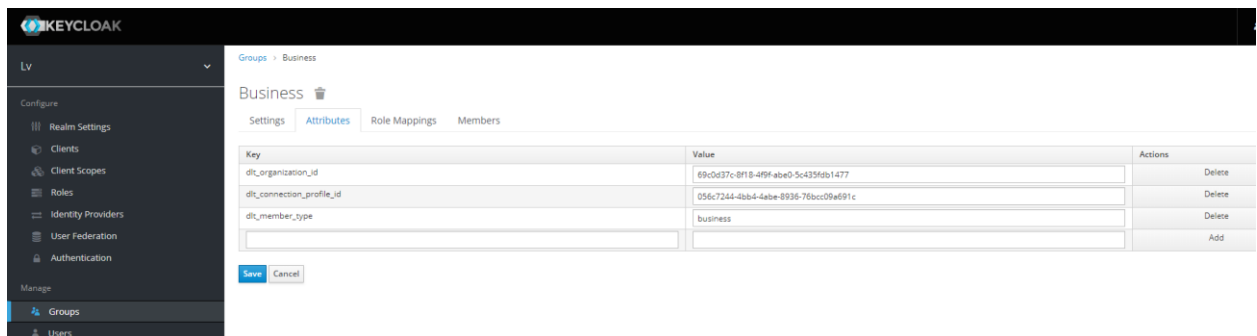 KEYCLOAK
Lv
Configure
Realm Settings
Clients
Client Scopes
Roles
Identity Providers
User Federation
Authentication
Manage
Groups
Users
Groups > Business
Business
Settings Attributes Role Mappings Members
Key Value Actions
dlt_organization_id 69c0d37c-8f18-4f9f-abe0-5c435fdb1477 Delete
dlt_connection_profile_id 056c7244-4bb4-4abe-8936-76bcc09a691c Delete
dlt_member_type business Delete
Add
Save Cancel